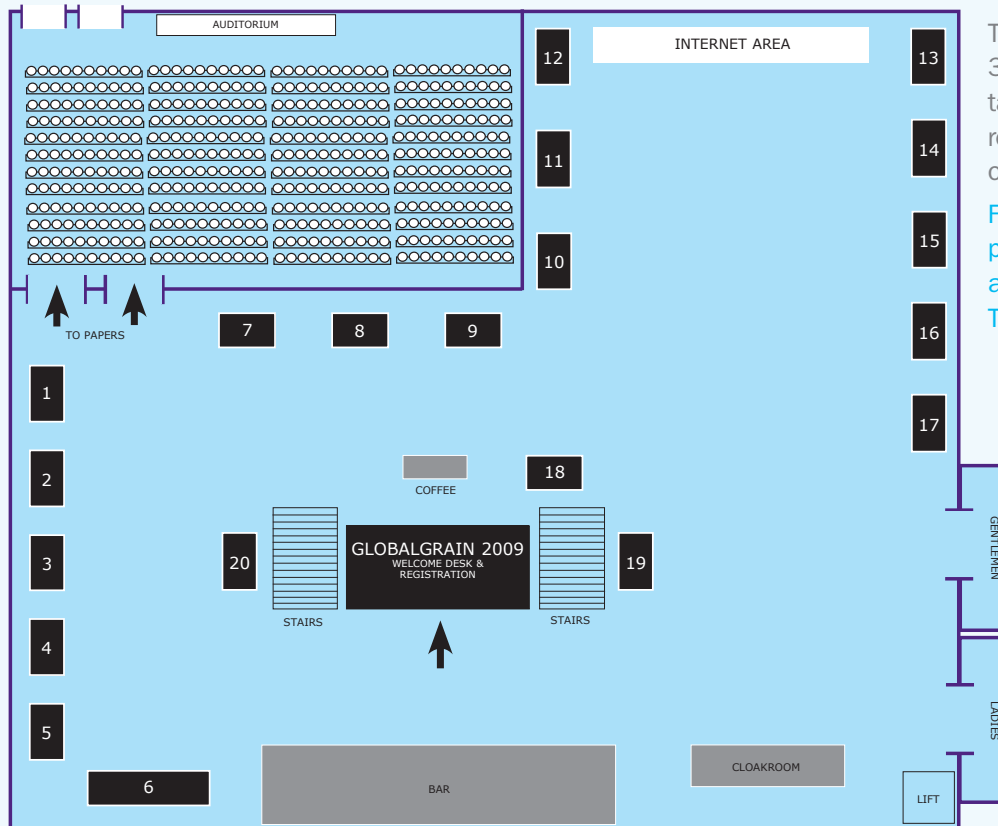 AUDITORIUM
INTERNET AREA
12
13
11
14
10
15
16
17
TO PAPERS
7
8
9
1
2
3
4
5
6
COFFEE
18
GLOBALGRAIN 2009
WELCOME DESK &
REGISTRATION
20
19
STAIRS
STAIRS
GENTLEMEN
LADIES
BAR
CLOAKROOM
LIFT